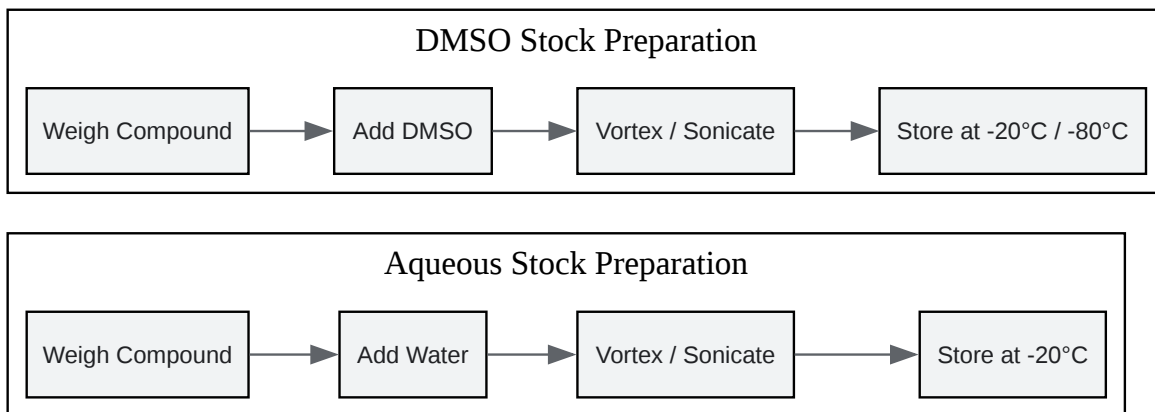 DMSO Stock Preparation
Weigh Compound
Add DMSO
Vortex / Sonicate
Store at -20°C / -80°C
Aqueous Stock Preparation
Weigh Compound
Add Water
Vortex / Sonicate
Store at -20°C